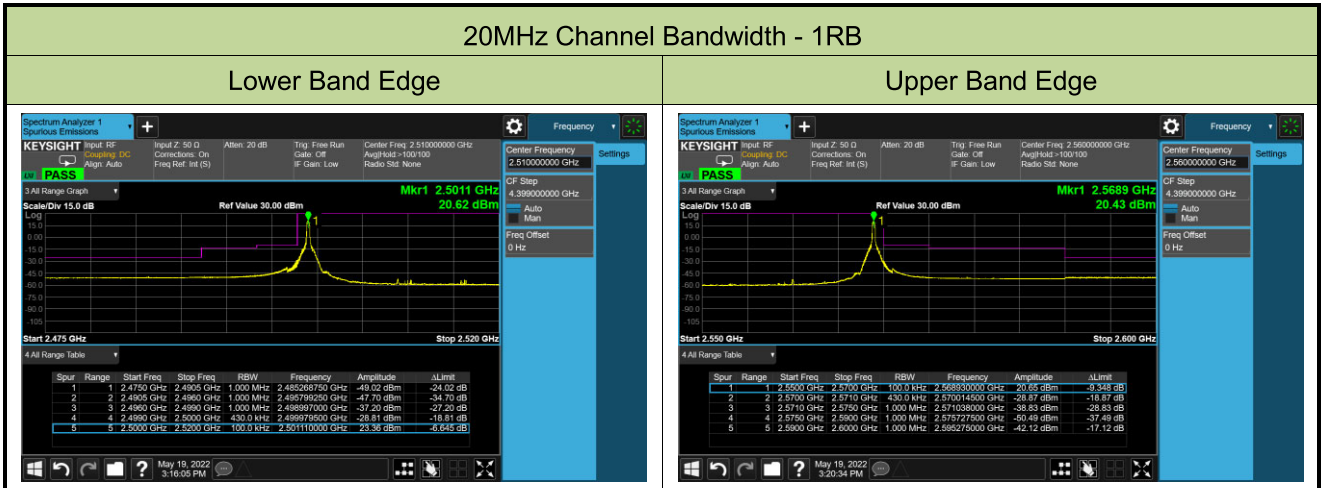 20MHz Channel Bandwidth - 1RB
Lower Band Edge
Upper Band Edge
Spectrum Analyzer 1
Spurious Emissions
+
Frequency
KEYSIGHT Input: RF Input Z: 50 Ω Atten: 20 dB Trig: Free Run Center Freq: 2.510000000 GHz
Coupling: DC Corrections: On Gate: Off Avg|Hold:>100/100
Align: Auto Freq Ref: Int (S) IF Gain: Low Radio Std: None
PASS
Center Frequency
2.510000000 GHz
Settings
CF Step
4.399000000 GHz
Auto
Man
Freq Offset
0 Hz
3 All Range Graph
Mkr1 2.5011 GHz
Scale/Div 15.0 dB Ref Value 30.00 dBm 20.62 dBm
Log
15.0
0.00
-15.0
-30.0
-45.0
-60.0
-75.0
-90.0
-105
1
Start 2.475 GHz Stop 2.520 GHz
4 All Range Table
Spur Range Start Freq Stop Freq RBW Frequency Amplitude ΔLimit
1 1 2.4750 GHz 2.4905 GHz 1.000 MHz 2.485268750 GHz -49.02 dBm -24.02 dB
2 2 2.4905 GHz 2.4960 GHz 1.000 MHz 2.495799250 GHz -47.70 dBm -34.70 dB
3 3 2.4960 GHz 2.4990 GHz 1.000 MHz 2.498997000 GHz -37.20 dBm -27.20 dB
4 4 2.4990 GHz 2.5000 GHz 430.0 kHz 2.499979500 GHz -28.81 dBm -18.81 dB
5 5 2.5000 GHz 2.5200 GHz 100.0 kHz 2.501110000 GHz 23.36 dBm -6.645 dB
?
May 19, 2022
3:16:05 PM
Spectrum Analyzer 1
Spurious Emissions
+
Frequency
KEYSIGHT Input: RF Input Z: 50 Ω Atten: 20 dB Trig: Free Run Center Freq: 2.560000000 GHz
Coupling: DC Corrections: On Gate: Off Avg|Hold:>100/100
Align: Auto Freq Ref: Int (S) IF Gain: Low Radio Std: None
PASS
Center Frequency
2.560000000 GHz
Settings
CF Step
4.399000000 GHz
Auto
Man
Freq Offset
0 Hz
3 All Range Graph
Mkr1 2.5689 GHz
Scale/Div 15.0 dB Ref Value 30.00 dBm 20.43 dBm
Log
15.0
0.00
-15.0
-30.0
-45.0
-60.0
-75.0
-90.0
-105
1
Start 2.550 GHz Stop 2.600 GHz
4 All Range Table
Spur Range Start Freq Stop Freq RBW Frequency Amplitude ΔLimit
1 1 2.5500 GHz 2.5700 GHz 100.0 kHz 2.568930000 GHz 20.65 dBm -9.348 dB
2 2 2.5700 GHz 2.5710 GHz 430.0 kHz 2.570014500 GHz -28.87 dBm -18.87 dB
3 3 2.5710 GHz 2.5750 GHz 1.000 MHz 2.571038000 GHz -38.83 dBm -28.83 dB
4 4 2.5750 GHz 2.5900 GHz 1.000 MHz 2.575727500 GHz -50.49 dBm -37.49 dB
5 5 2.5900 GHz 2.6000 GHz 1.000 MHz 2.595275000 GHz -42.12 dBm -17.12 dB
?
May 19, 2022
3:20:34 PM